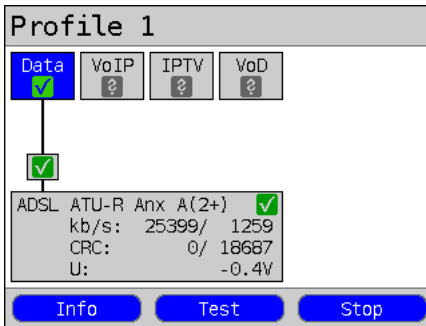 Profile 1
Data VoIP IPTV VoD
ADSL ATU-R Anx A(2+)
kb/s: 25399/ 1259
CRC: 0/ 18687
U: -0.4V
Info Test Stop